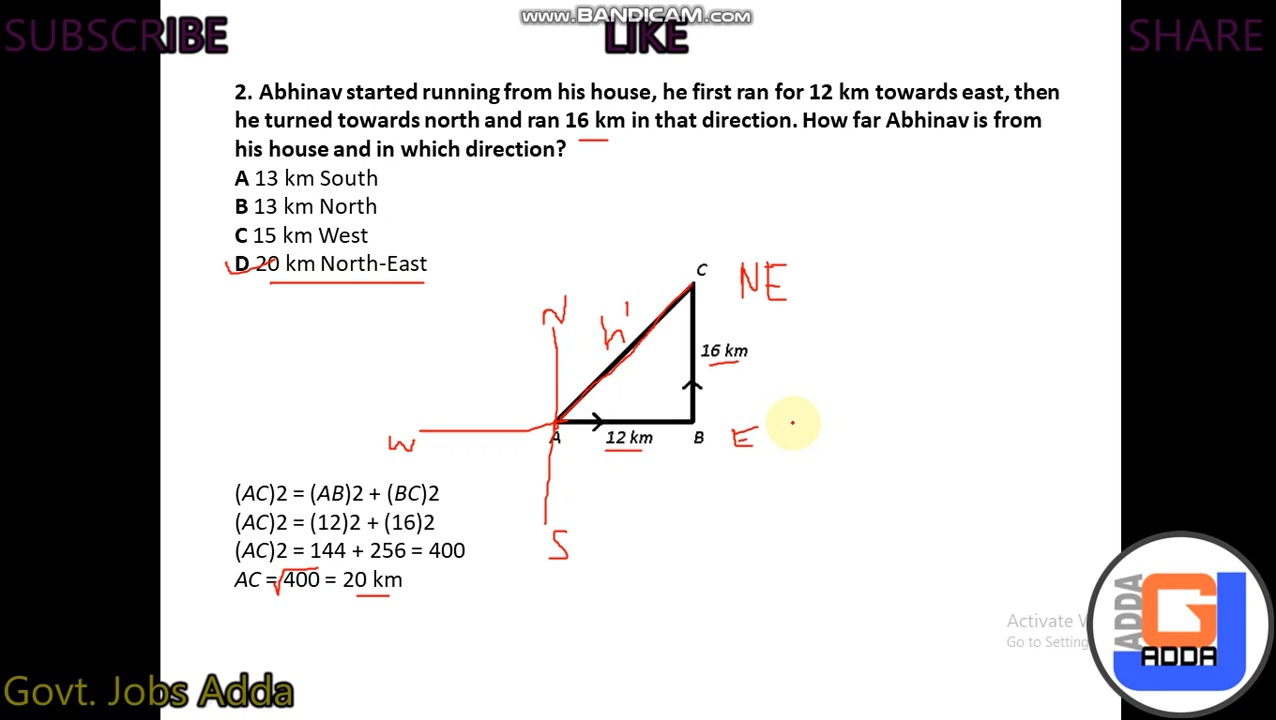 www.BANDICAM.com
SUBSCRIBE
LIKE
SHARE
2. Abhinav started running from his house, he first ran for 12 km towards east, then
he turned towards north and ran 16 km in that direction. How far Abhinav is from
his house and in which direction?
A 13 km South
B 13 km North
C 15 km West
D 20 km North-East
C
NE
N
h'
16 km
W
A
12 km
B
E
(AC)2 = (AB)2 + (BC)2
(AC)2 = (12)2 + (16)2
(AC)2 = 144 + 256 = 400
S
AC = √400 = 20 km
Activate
Go to Setting
ADDA
G
J
ADDA
Govt. Jobs Adda